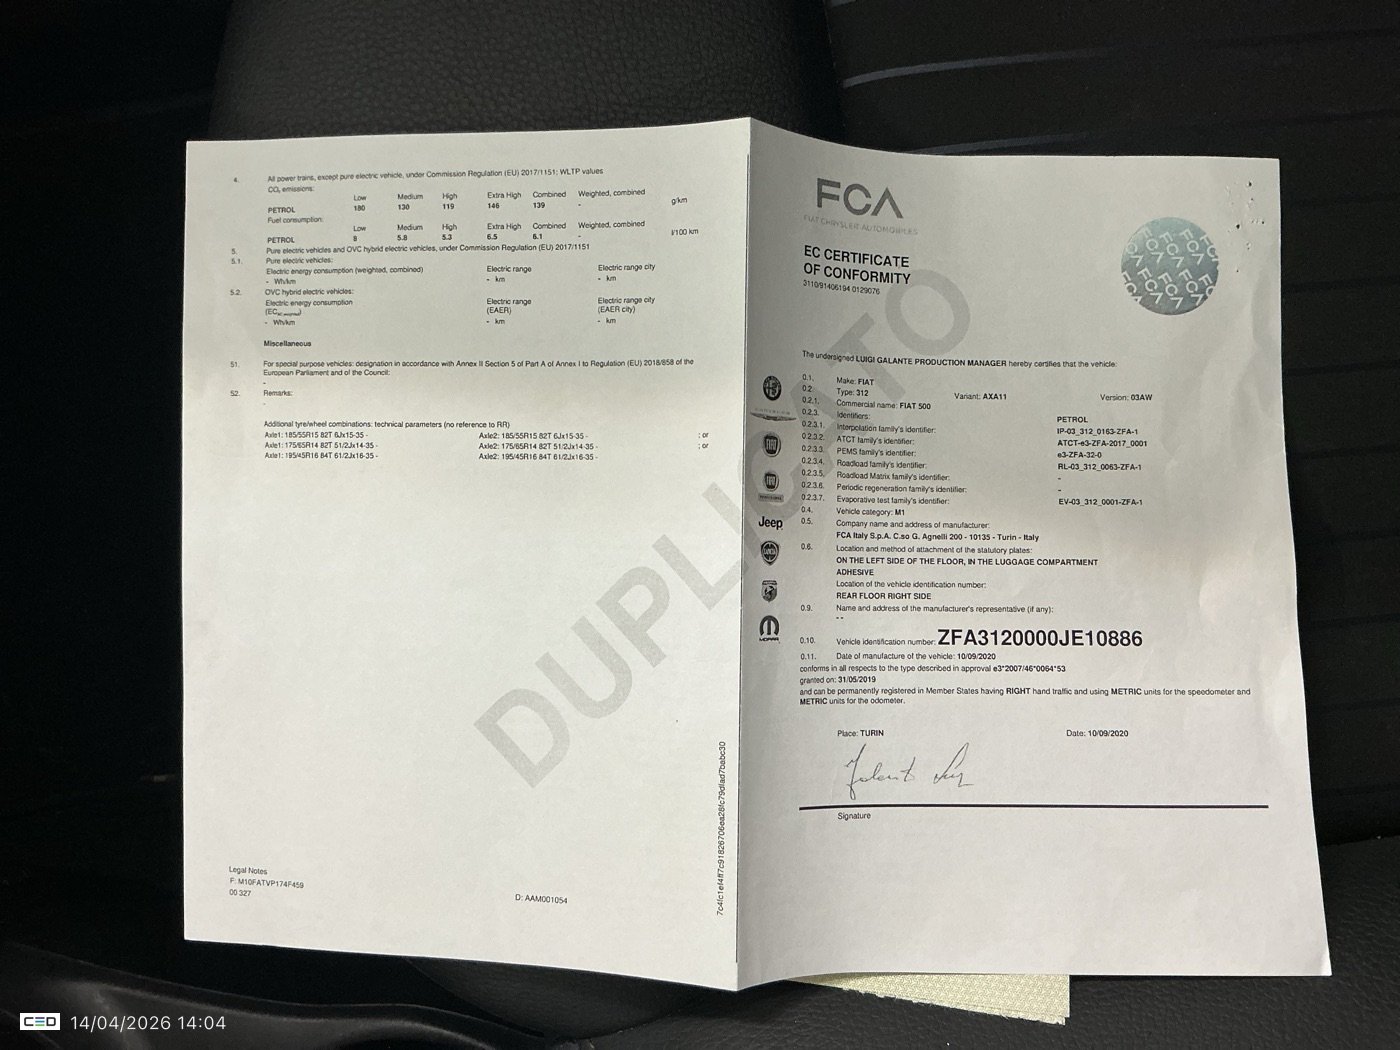 4. All power trains, except pure electric vehicle, under Commission Regulation (EU) 2017/1151; WLTP values
CO2 emissions:
Low Medium High Extra High Combined Weighted, combined
PETROL 180 130 119 146 139 - g/km
Fuel consumption:
Low Medium High Extra High Combined Weighted, combined
PETROL 8 5.8 5.3 6.5 6.1 - l/100 km
5. Pure electric vehicles and OVC hybrid electric vehicles, under Commission Regulation (EU) 2017/1151
5.1. Pure electric vehicles:
Electric energy consumption (weighted, combined) Electric range Electric range city
- Wh/km - km - km
5.2. OVC hybrid electric vehicles:
Electric energy consumption Electric range Electric range city
(EC (EAER) (EAER city)
- Wh/km - km - km
Miscellaneous
51. For special purpose vehicles: designation in accordance with Annex II Section 5 of Part A of Annex I to Regulation (EU) 2018/858 of the
European Parliament and of the Council:
-
52. Remarks:
-
Additional tyre/wheel combinations: technical parameters (no reference to RR)
Axle1: 185/55R15 82T 6Jx15-35 - Axle2: 185/55R15 82T 6Jx15-35 - ; or
Axle1: 175/65R14 82T 51/2Jx14-35 - Axle2: 175/65R14 82T 51/2Jx14-35 - ; or
Axle1: 195/45R16 84T 61/2Jx16-35 - Axle2: 195/45R16 84T 61/2Jx16-35 -
DUPLICATO
Legal Notes
F: M10FATVP174F459
00 327
D: AAM001054
FCA
FIAT CHRYSLER AUTOMOBILES
EC CERTIFICATE
OF CONFORMITY
3110/91406194 0129076
The undersigned LUIGI GALANTE PRODUCTION MANAGER hereby certifies that the vehicle:
0.1. Make: FIAT
0.2. Type: 312 Variant: AXA11 Version: 03AW
0.2.1. Commercial name: FIAT 500
0.2.3. Identifiers: PETROL
0.2.3.1. Interpolation family's identifier: IP-03_312_0163-ZFA-1
0.2.3.2. ATCT family's identifier: ATCT-e3-ZFA-2017_0001
0.2.3.3. PEMS family's identifier: e3-ZFA-32-0
0.2.3.4. Roadload family's identifier: RL-03_312_0063-ZFA-1
0.2.3.5. Roadload Matrix family's identifier: -
0.2.3.6. Periodic regeneration family's identifier: -
0.2.3.7. Evaporative test family's identifier: EV-03_312_0001-ZFA-1
0.4. Vehicle category: M1
0.5. Company name and address of manufacturer:
FCA Italy S.p.A. C.so G. Agnelli 200 - 10135 - Turin - Italy
0.6. Location and method of attachment of the statutory plates:
ON THE LEFT SIDE OF THE FLOOR, IN THE LUGGAGE COMPARTMENT
ADHESIVE
Location of the vehicle identification number:
REAR FLOOR RIGHT SIDE
0.9. Name and address of the manufacturer's representative (if any):
--
0.10. Vehicle identification number: ZFA3120000JE10886
0.11. Date of manufacture of the vehicle: 10/09/2020
conforms in all respects to the type described in approval e3*2007/46*0064*53
granted on: 31/05/2019
and can be permanently registered in Member States having RIGHT hand traffic and using METRIC units for the speedometer and
METRIC units for the odometer.
Place: TURIN Date: 10/09/2020
Signature
Jeep
MOPAR
CED 14/04/2026 14:04